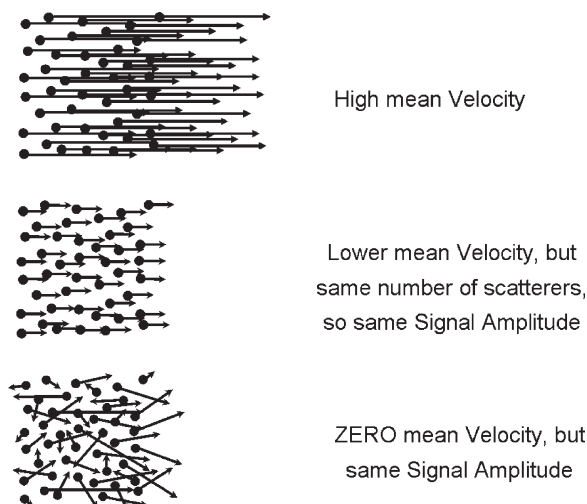 High mean Velocity
Lower mean Velocity, but
same number of scatterers,
so same Signal Amplitude
ZERO mean Velocity, but
same Signal Amplitude